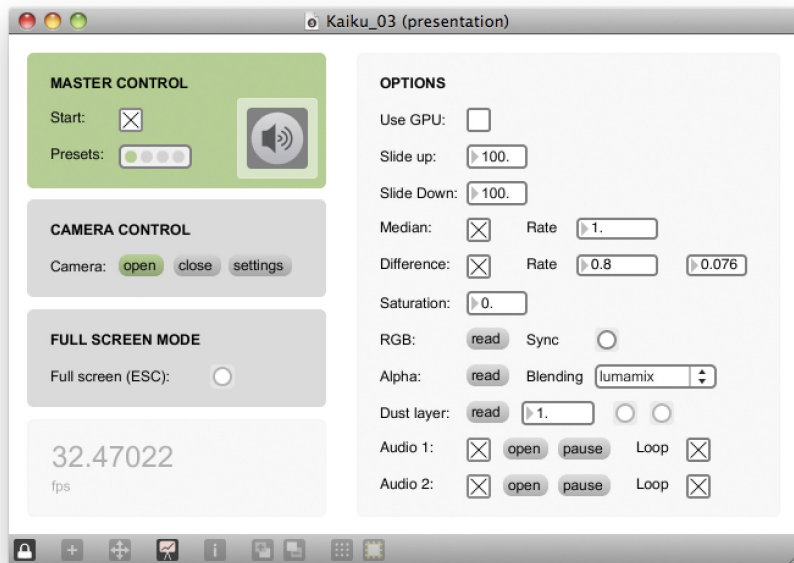 Kaiku_03 (presentation)
MASTER CONTROL
Start:
Presets:
CAMERA CONTROL
Camera: open close settings
FULL SCREEN MODE
Full screen (ESC):
32.47022
fps
OPTIONS
Use GPU:
Slide up: 100.
Slide Down: 100.
Median: Rate 1.
Difference: Rate 0.8 0.076
Saturation: 0.
RGB: read Sync
Alpha: read Blending lumamix
Dust layer: read 1.
Audio 1: open pause Loop
Audio 2: open pause Loop